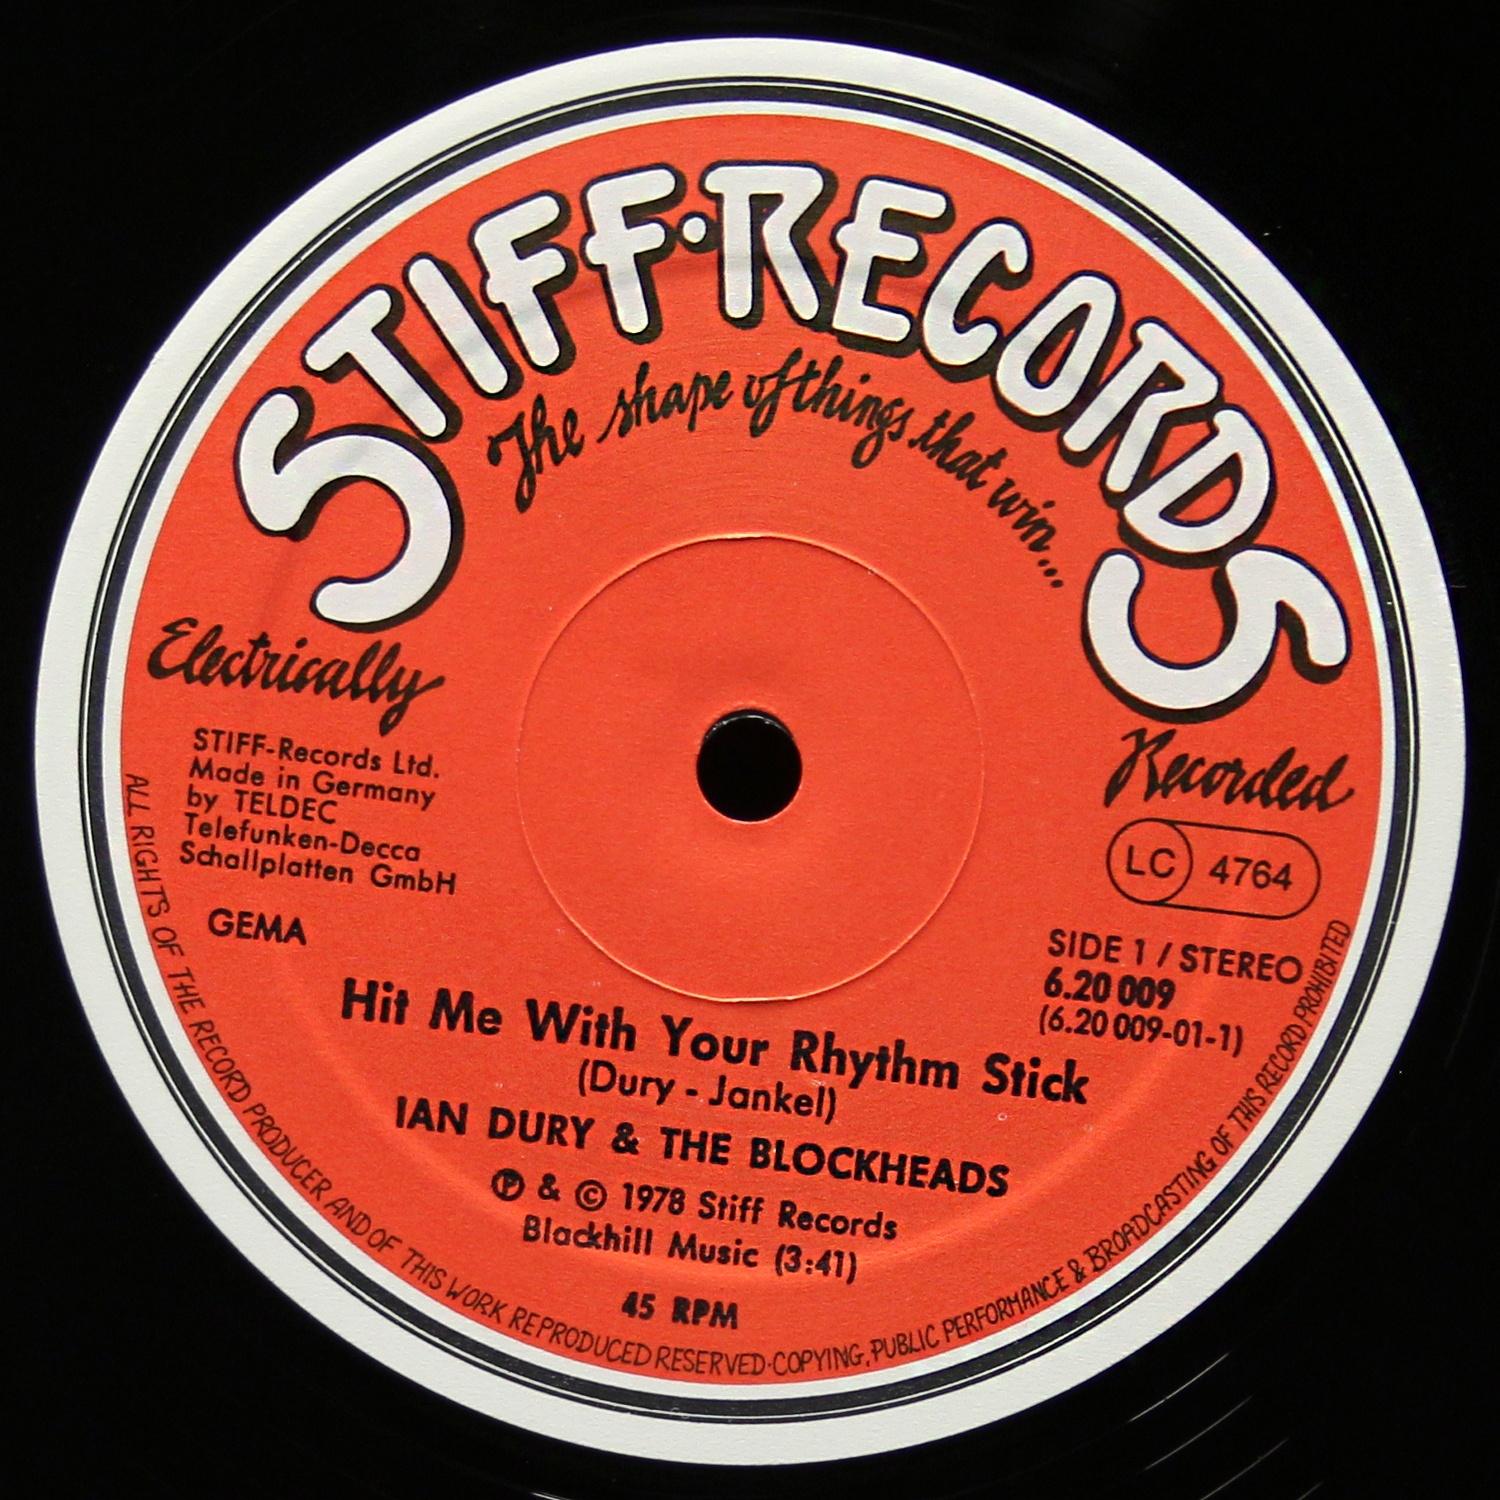 STIFF·RECORDS
The shape of things that win...
Electrically
Recorded
STIFF-Records Ltd.
Made in Germany
by TELDEC
Telefunken-Decca
Schallplatten GmbH
GEMA
LC 4764
SIDE 1 / STEREO
6.20 009
(6.20 009-01-1)
Hit Me With Your Rhythm Stick
(Dury - Jankel)
IAN DURY & THE BLOCKHEADS
℗ & © 1978 Stiff Records
Blackhill Music (3:41)
45 RPM
ALL RIGHTS OF THE RECORD PRODUCER AND OF THIS WORK REPRODUCED RESERVED·COPYING, PUBLIC PERFORMANCE & BROADCASTING OF THIS RECORD PROHIBITED